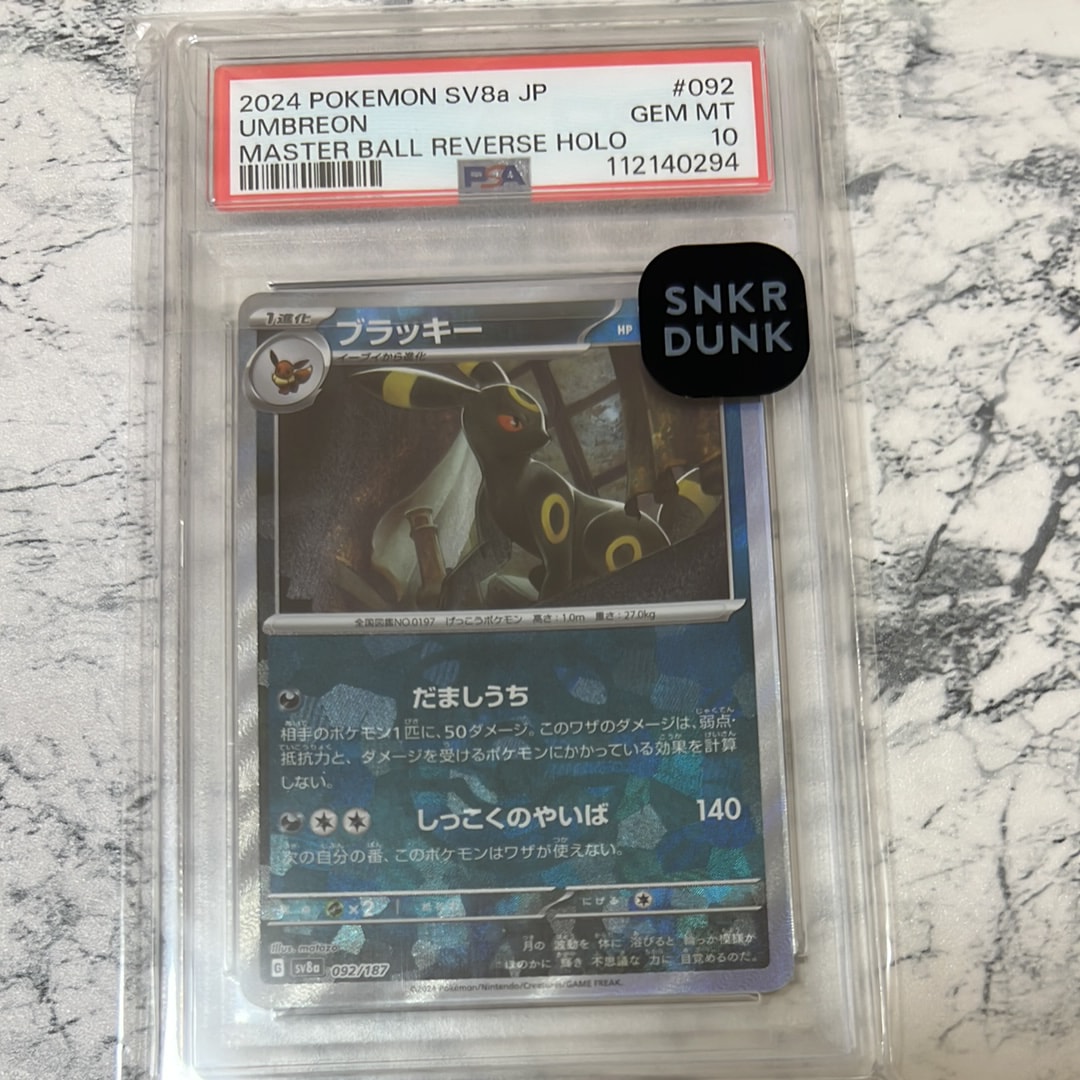 2024 POKEMON SV8a JP #092
UMBREON GEM MT
MASTER BALL REVERSE HOLO 10
PSA 112140294
SNKR
DUNK
1進化 ブラッキー HP
イーブイから進化
全国図鑑NO.0197 げっこうポケモン 高さ:1.0m 重さ:27.0kg
だましうち
相手のポケモン1匹に、50ダメージ。このワザのダメージは、弱点・
抵抗力と、ダメージを受けるポケモンにかかっている効果を計算
しない。
しっこくのやいば 140
次の自分の番、このポケモンはワザが使えない。
×2 にげる
月の波動を体に浴びると輪っか模様が
ほのかに輝き不思議な力に目覚めるのだ。
Illus. matazo
G SV8a 092/187
©2024 Pokémon/Nintendo/Creatures/GAME FREAK.